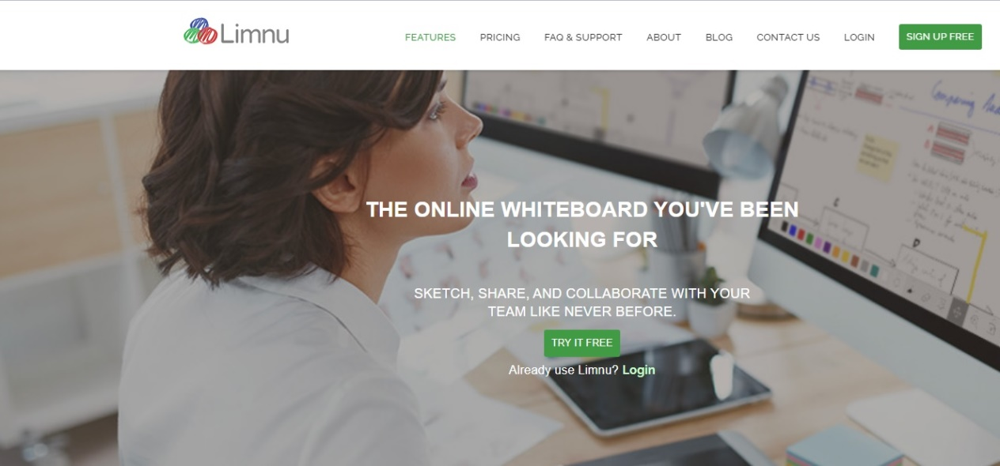 Limnu
FEATURES PRICING FAQ & SUPPORT ABOUT BLOG CONTACT US LOGIN SIGN UP FREE
THE ONLINE WHITEBOARD YOU'VE BEEN
LOOKING FOR
SKETCH, SHARE, AND COLLABORATE WITH YOUR
TEAM LIKE NEVER BEFORE.
TRY IT FREE
Already use Limnu? Login